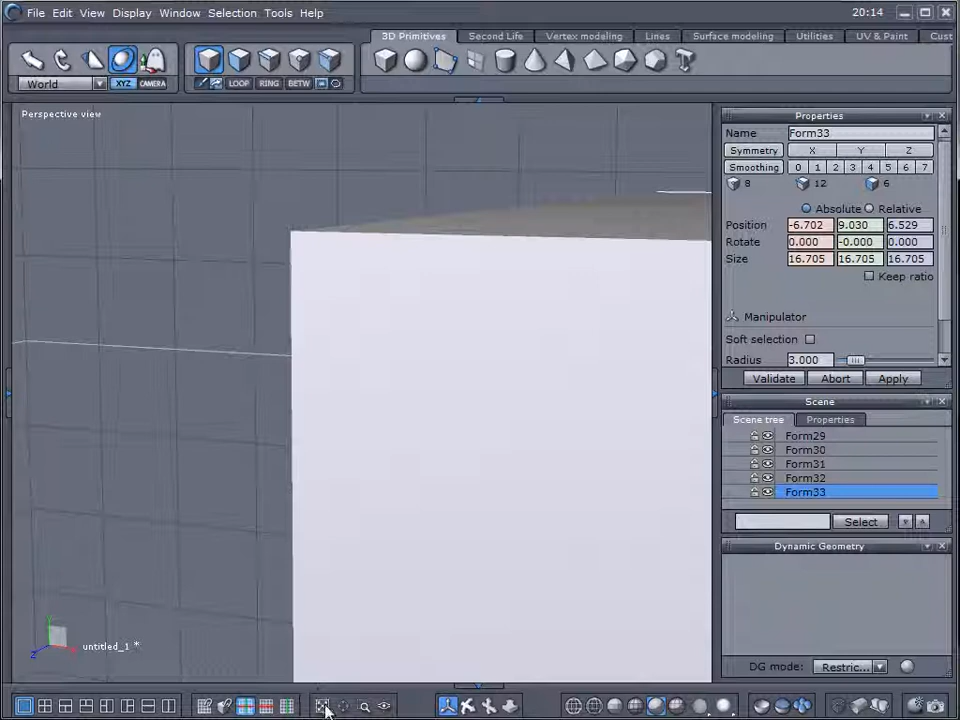 File Edit View Display Window Selection Tools Help 20:14
3D Primitives Second Life Vertex modeling Lines Surface modeling Utilities UV & Paint Cust
World XYZ CAMERA LOOP RING BETW
Perspective view
Properties
Name Form33
Symmetry X Y Z
Smoothing 0 1 2 3 4 5 6 7
8 12 6
Absolute Relative
Position -6.702 9.030 6.529
Rotate 0.000 -0.000 0.000
Size 16.705 16.705 16.705
Keep ratio
Manipulator
Soft selection
Radius 3.000
Validate Abort Apply
Scene
Scene tree Properties
Form29
Form30
Form31
Form32
Form33
Select
Dynamic Geometry
DG mode: Restric...
Y
Z
X
untitled_1 *